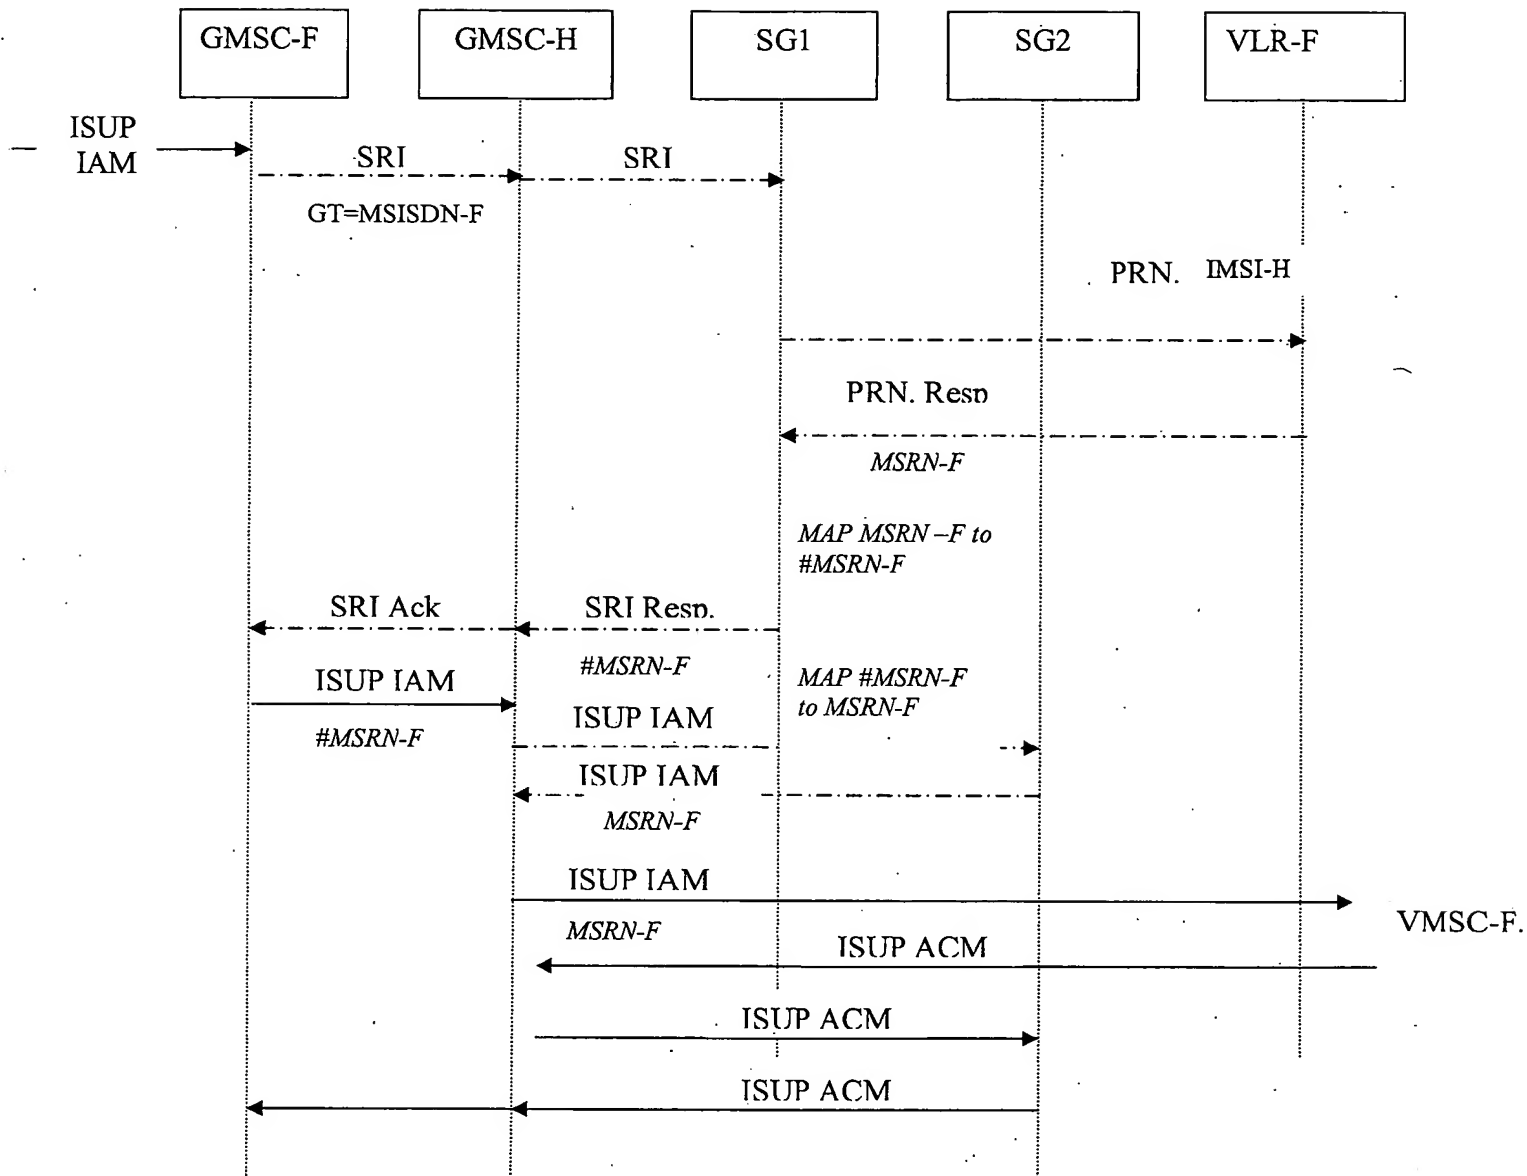 GMSC-F
GMSC-H
SG1
SG2
VLR-F
ISUP
IAM
SRI
SRI
GT=MSISDN-F
PRN. IMSI-H
PRN. Resp
MSRN-F
MAP MSRN –F to
#MSRN-F
SRI Ack
SRI Resp.
#MSRN-F
MAP #MSRN-F
to MSRN-F
ISUP IAM
#MSRN-F
ISUP IAM
ISUP IAM
MSRN-F
ISUP IAM
MSRN-F
VMSC-F.
ISUP ACM
ISUP ACM
ISUP ACM